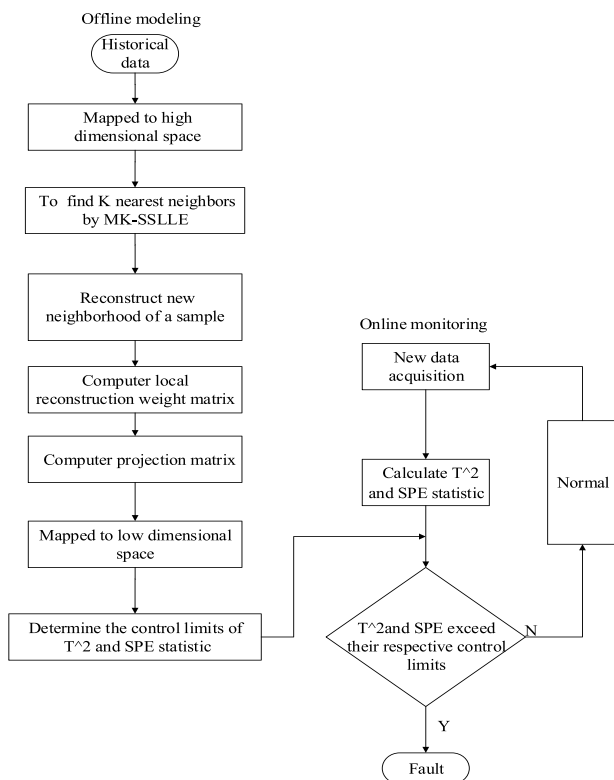 Offline modeling
Historical
data
Mapped to high
dimensional space
To find K nearest neighbors
by MK-SSLLE
Reconstruct new
neighborhood of a sample
Computer local
reconstruction weight matrix
Computer projection matrix
Mapped to low dimensional
space
Determine the control limits of
T^2 and SPE statistic
Online monitoring
New data
acquisition
Calculate T^2
and SPE statistic
Normal
T^2and SPE exceed
their respective control
limits
N
Y
Fault